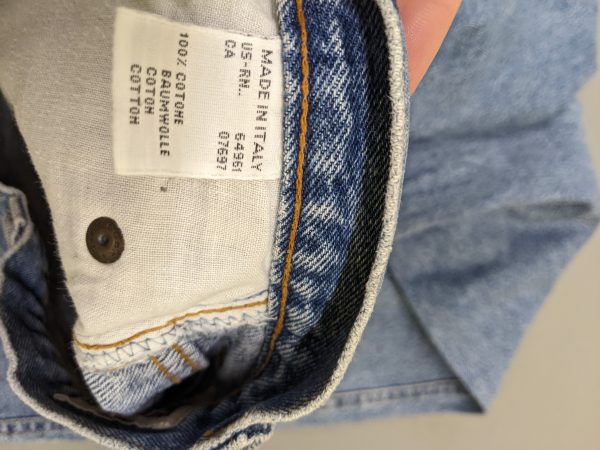 MADE IN ITALY
US-RN.. 64961
CA 07697
100% COTONE
BAUMWOLLE
COTON
COTTON